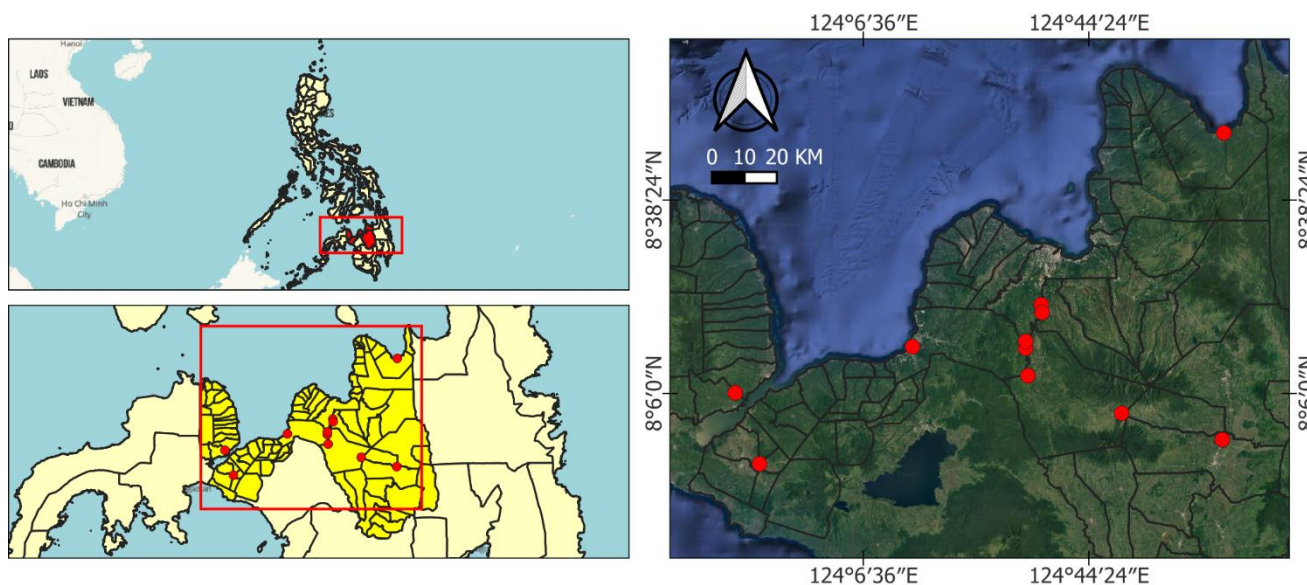 Hanoi
LAOS
VIETNAM
CAMBODIA
Ho Chi Minh
City
124°6′36″E
124°44′24″E
0 10 20 KM
8°38′24″N
8°38′24″N
8°6′0″N
8°6′0″N
124°6′36″E
124°44′24″E